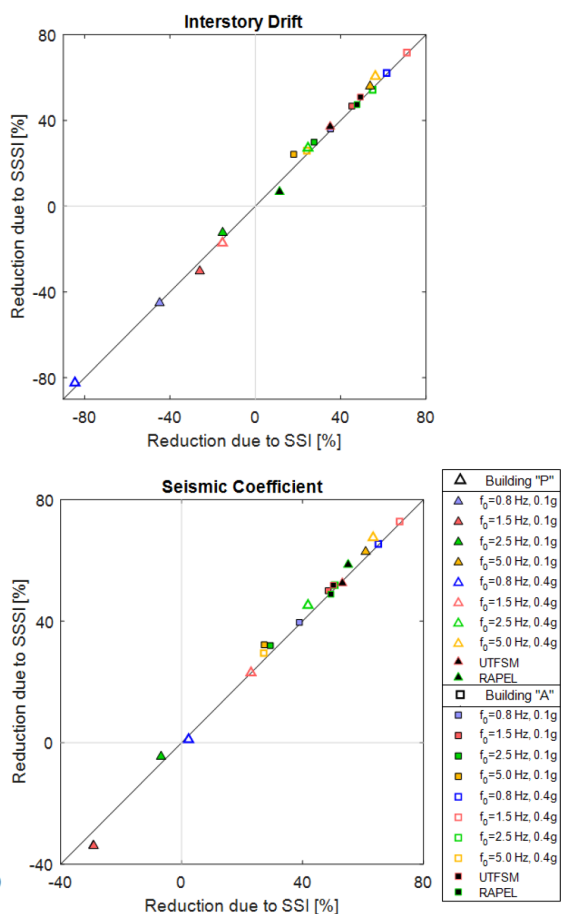 Interstory Drift
80
40
0
-40
-80
Reduction due to SSSI [%]
-80 -40 0 40 80
Reduction due to SSI [%]
Seismic Coefficient
80
40
0
-40
Reduction due to SSSI [%]
-40 0 40 80
Reduction due to SSI [%]
Building "P"
f₀=0.8 Hz, 0.1g
f₀=1.5 Hz, 0.1g
f₀=2.5 Hz, 0.1g
f₀=5.0 Hz, 0.1g
f₀=0.8 Hz, 0.4g
f₀=1.5 Hz, 0.4g
f₀=2.5 Hz, 0.4g
f₀=5.0 Hz, 0.4g
UTFSM
RAPEL
Building "A"
f₀=0.8 Hz, 0.1g
f₀=1.5 Hz, 0.1g
f₀=2.5 Hz, 0.1g
f₀=5.0 Hz, 0.1g
f₀=0.8 Hz, 0.4g
f₀=1.5 Hz, 0.4g
f₀=2.5 Hz, 0.4g
f₀=5.0 Hz, 0.4g
UTFSM
RAPEL